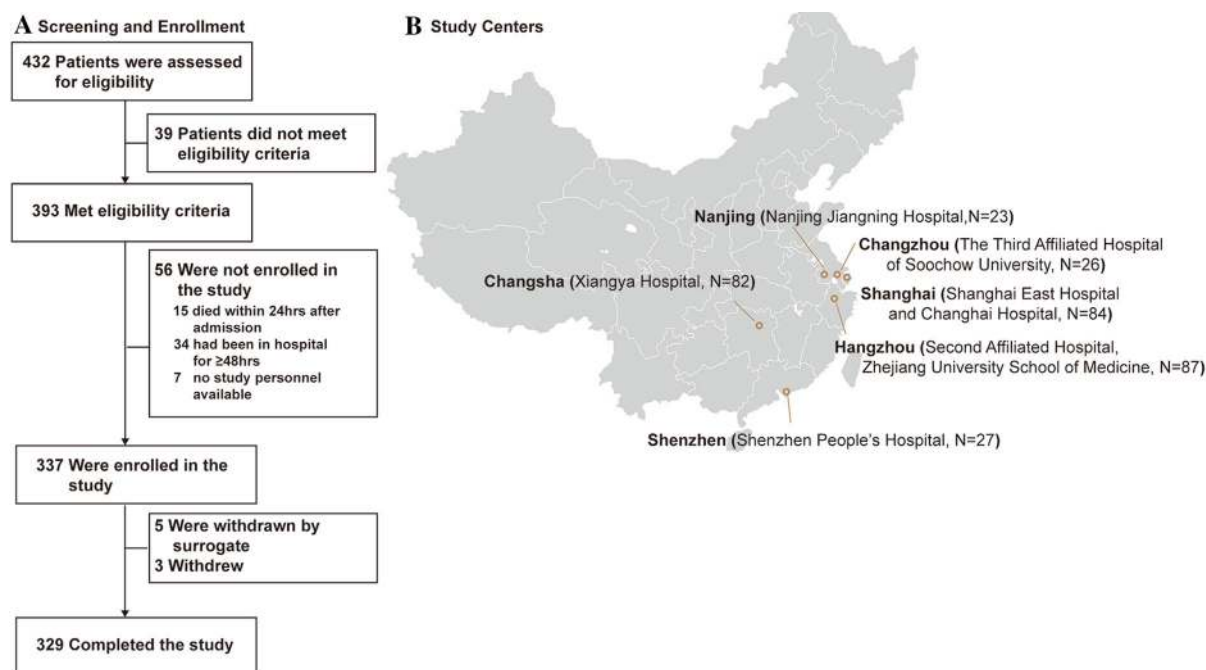 A Screening and Enrollment
432 Patients were assessed
for eligibility
39 Patients did not meet
eligibility criteria
393 Met eligibility criteria
56 Were not enrolled in
the study
15 died within 24hrs after
admission
34 had been in hospital
for ≥48hrs
7 no study personnel
available
337 Were enrolled in the
study
5 Were withdrawn by
surrogate
3 Withdrew
329 Completed the study
B Study Centers
Nanjing (Nanjing Jiangning Hospital,N=23)
Changzhou (The Third Affiliated Hospital
of Soochow University, N=26)
Changsha (Xiangya Hospital, N=82)
Shanghai (Shanghai East Hospital
and Changhai Hospital, N=84)
Hangzhou (Second Affiliated Hospital,
Zhejiang University School of Medicine, N=87)
Shenzhen (Shenzhen People's Hospital, N=27)